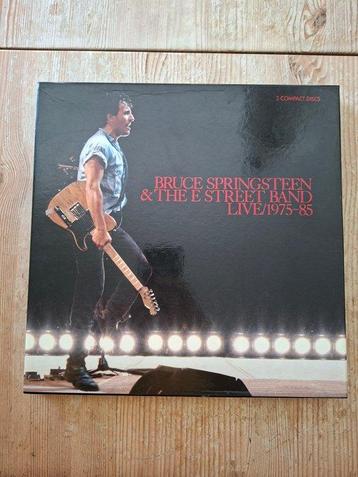 3 COMPACT DISCS
BRUCE SPRINGSTEEN
& THE E STREET BAND
LIVE/1975-85